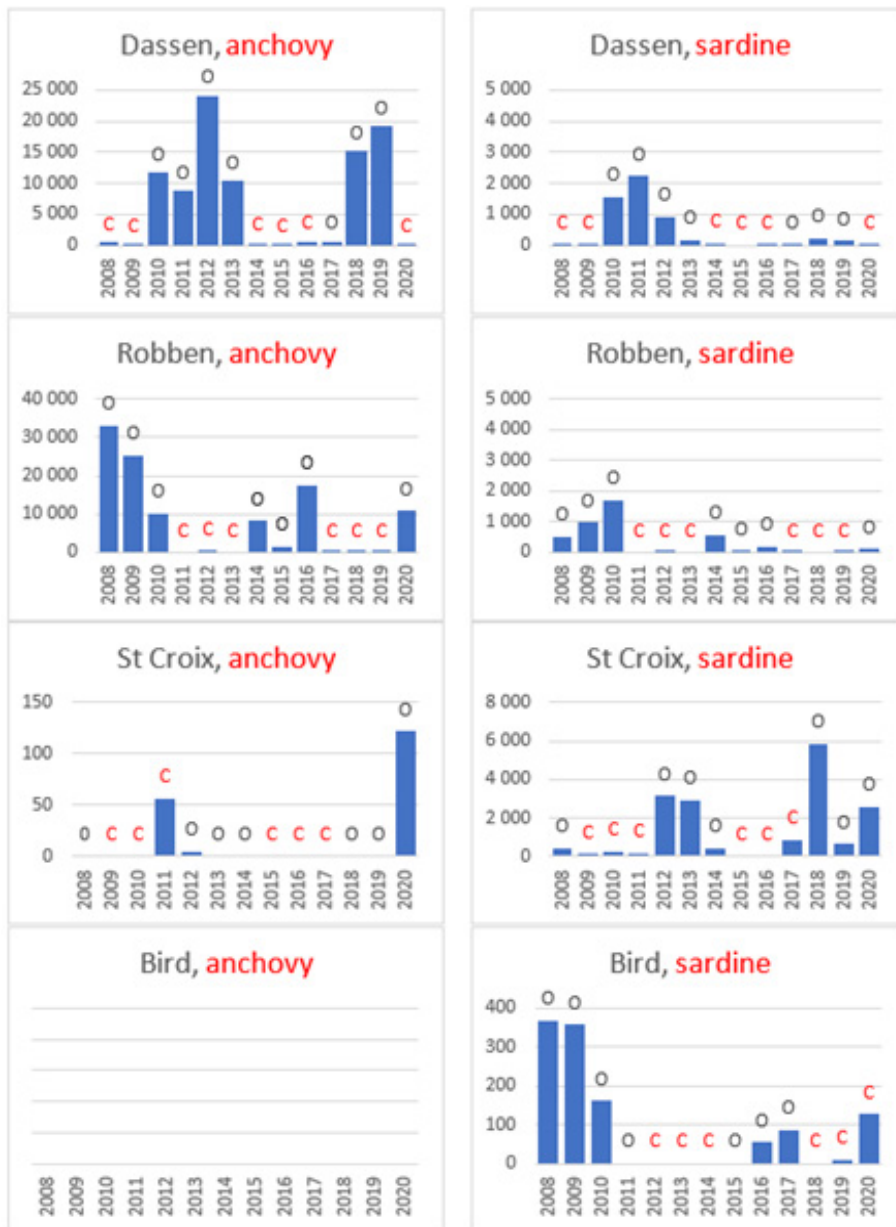 Dassen, anchovy
25 000
20 000
15 000
10 000
5 000
0
C C O O O O C C C O O O C
2008 2009 2010 2011 2012 2013 2014 2015 2016 2017 2018 2019 2020
Dassen, sardine
5 000
4 000
3 000
2 000
1 000
0
C C O O O O C C C O O O C
2008 2009 2010 2011 2012 2013 2014 2015 2016 2017 2018 2019 2020
Robben, anchovy
40 000
30 000
20 000
10 000
0
O O O C C C O O O C C C O
2008 2009 2010 2011 2012 2013 2014 2015 2016 2017 2018 2019 2020
Robben, sardine
5 000
4 000
3 000
2 000
1 000
0
O O O C C C O O O C C C O
2008 2009 2010 2011 2012 2013 2014 2015 2016 2017 2018 2019 2020
St Croix, anchovy
150
100
50
0
O C C C O O O C C C O O O
2008 2009 2010 2011 2012 2013 2014 2015 2016 2017 2018 2019 2020
St Croix, sardine
8 000
6 000
4 000
2 000
0
O C C C O O O C C C O O O
2008 2009 2010 2011 2012 2013 2014 2015 2016 2017 2018 2019 2020
Bird, anchovy
2008 2009 2010 2011 2012 2013 2014 2015 2016 2017 2018 2019 2020
Bird, sardine
400
300
200
100
0
O O O O C C C O O O C C C
2008 2009 2010 2011 2012 2013 2014 2015 2016 2017 2018 2019 2020